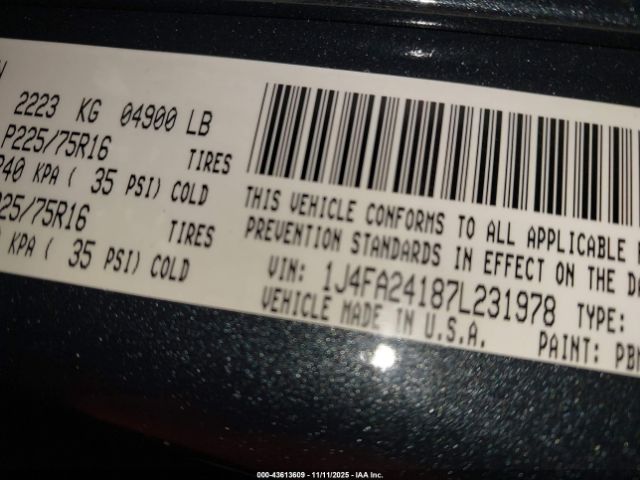 2223 KG 04900 LB
P225/75R16 TIRES
KPA ( 35 PSI) COLD
25/75R16 TIRES
KPA ( 35 PSI) COLD
THIS VEHICLE CONFORMS TO ALL APPLICABLE
PREVENTION STANDARDS IN EFFECT ON THE
VIN: 1J4FA24187L231978 TYPE:
VEHICLE MADE IN U.S.A. PAINT: PB
000-43613609 - 11/11/2025 - IAA Inc.